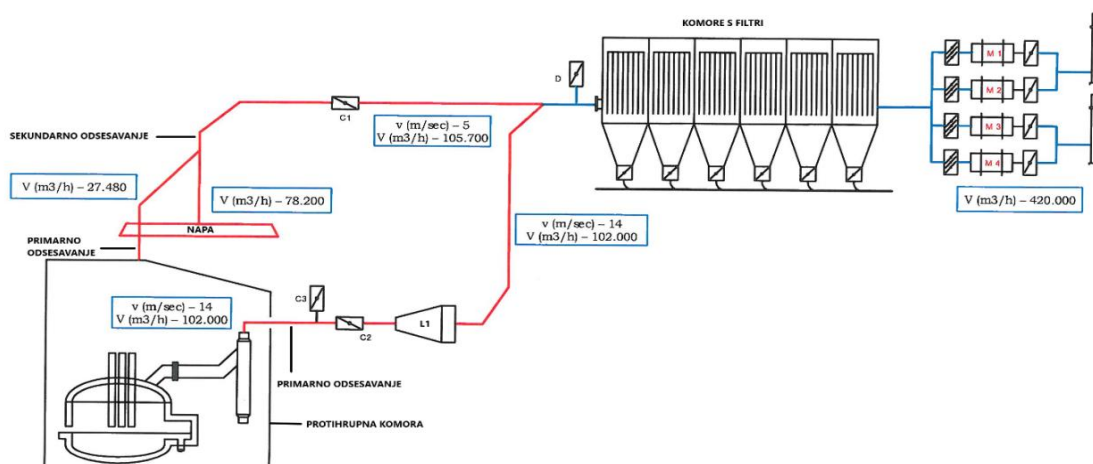 KOMORE S FILTRI
D
M 1
M 2
M 3
M 4
C1
v (m/sec) – 5
V (m3/h) – 105.700
SEKUNDARNO ODSESAVANJE
V (m3/h) – 27.480
V (m3/h) – 78.200
V (m3/h) – 420.000
NAPA
v (m/sec) – 14
V (m3/h) – 102.000
PRIMARNO
ODSESAVANJE
v (m/sec) – 14
V (m3/h) – 102.000
C3
L1
C2
PRIMARNO ODSESAVANJE
PROTIHRUPNA KOMORA